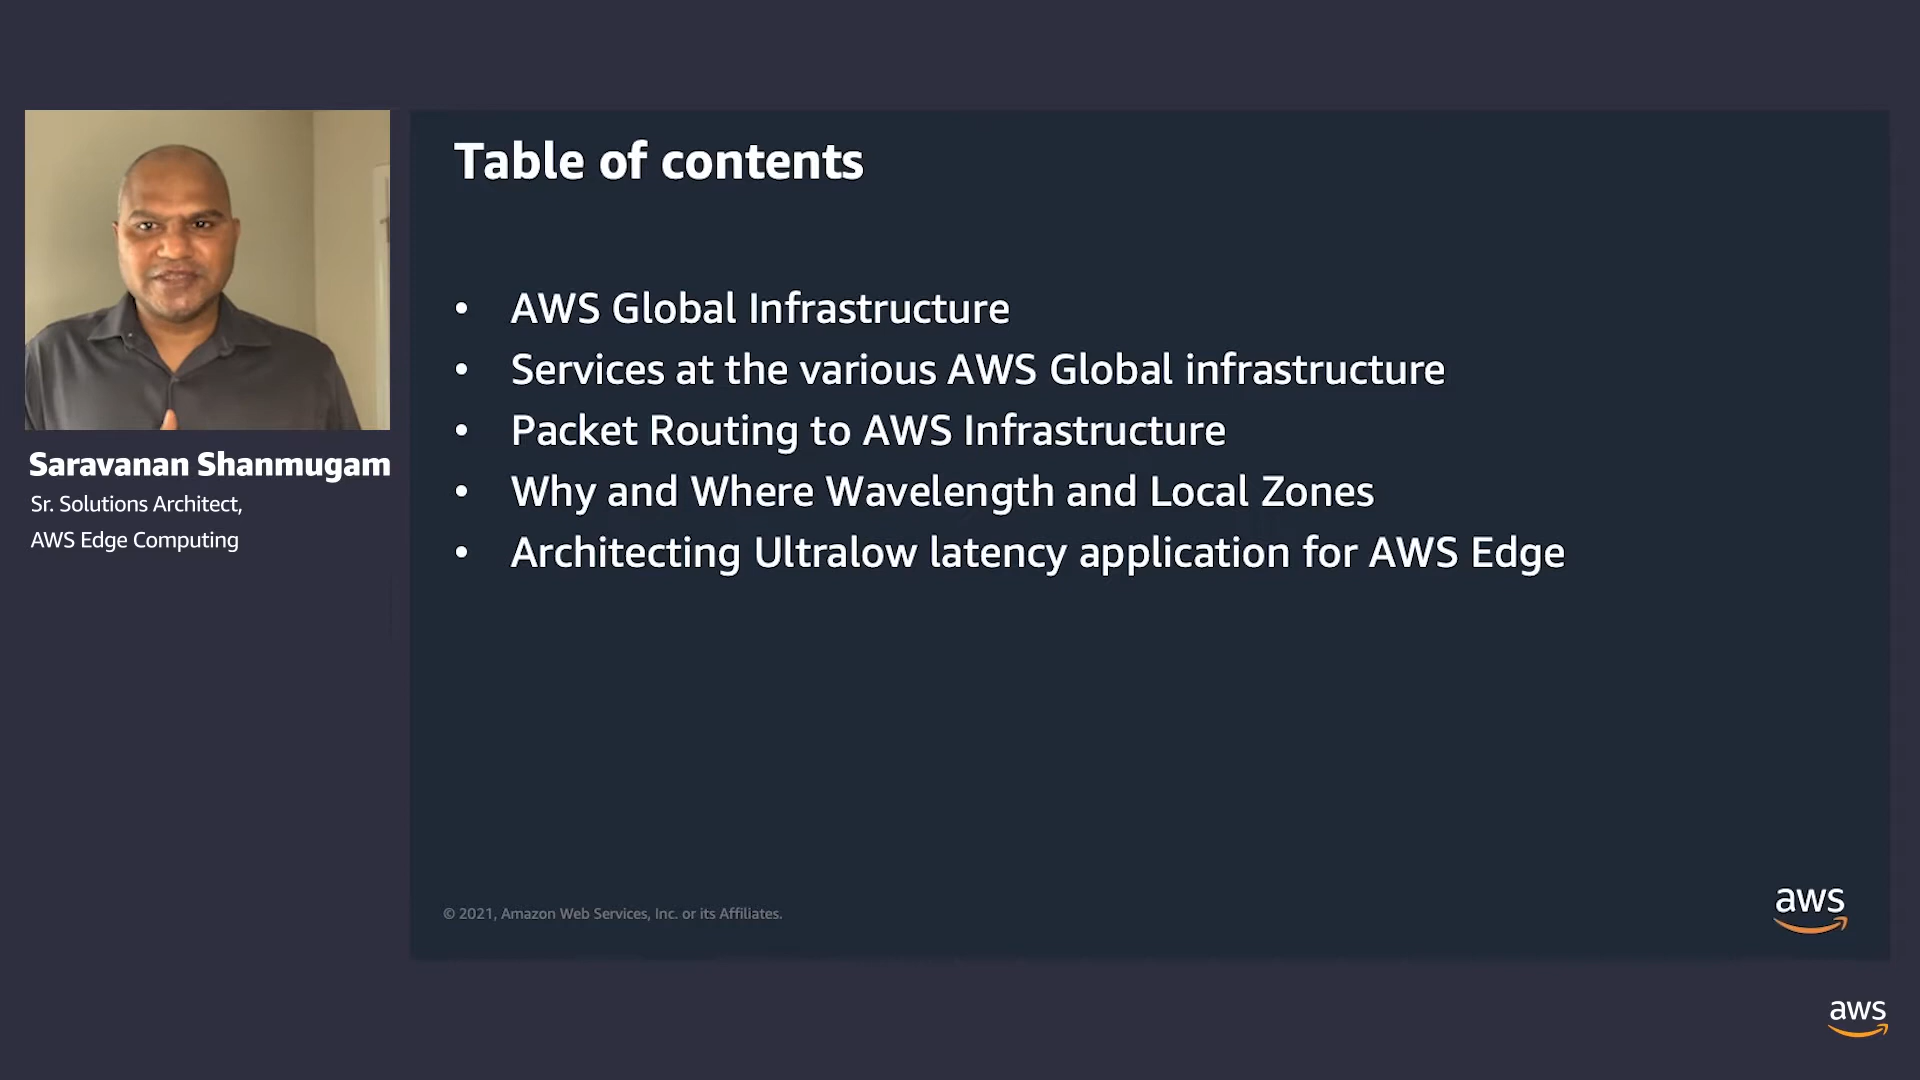 Saravanan Shanmugam
Sr. Solutions Architect,
AWS Edge Computing
Table of contents
• AWS Global Infrastructure
• Services at the various AWS Global infrastructure
• Packet Routing to AWS Infrastructure
• Why and Where Wavelength and Local Zones
• Architecting Ultralow latency application for AWS Edge
© 2021, Amazon Web Services, Inc. or its Affiliates.
aws
aws